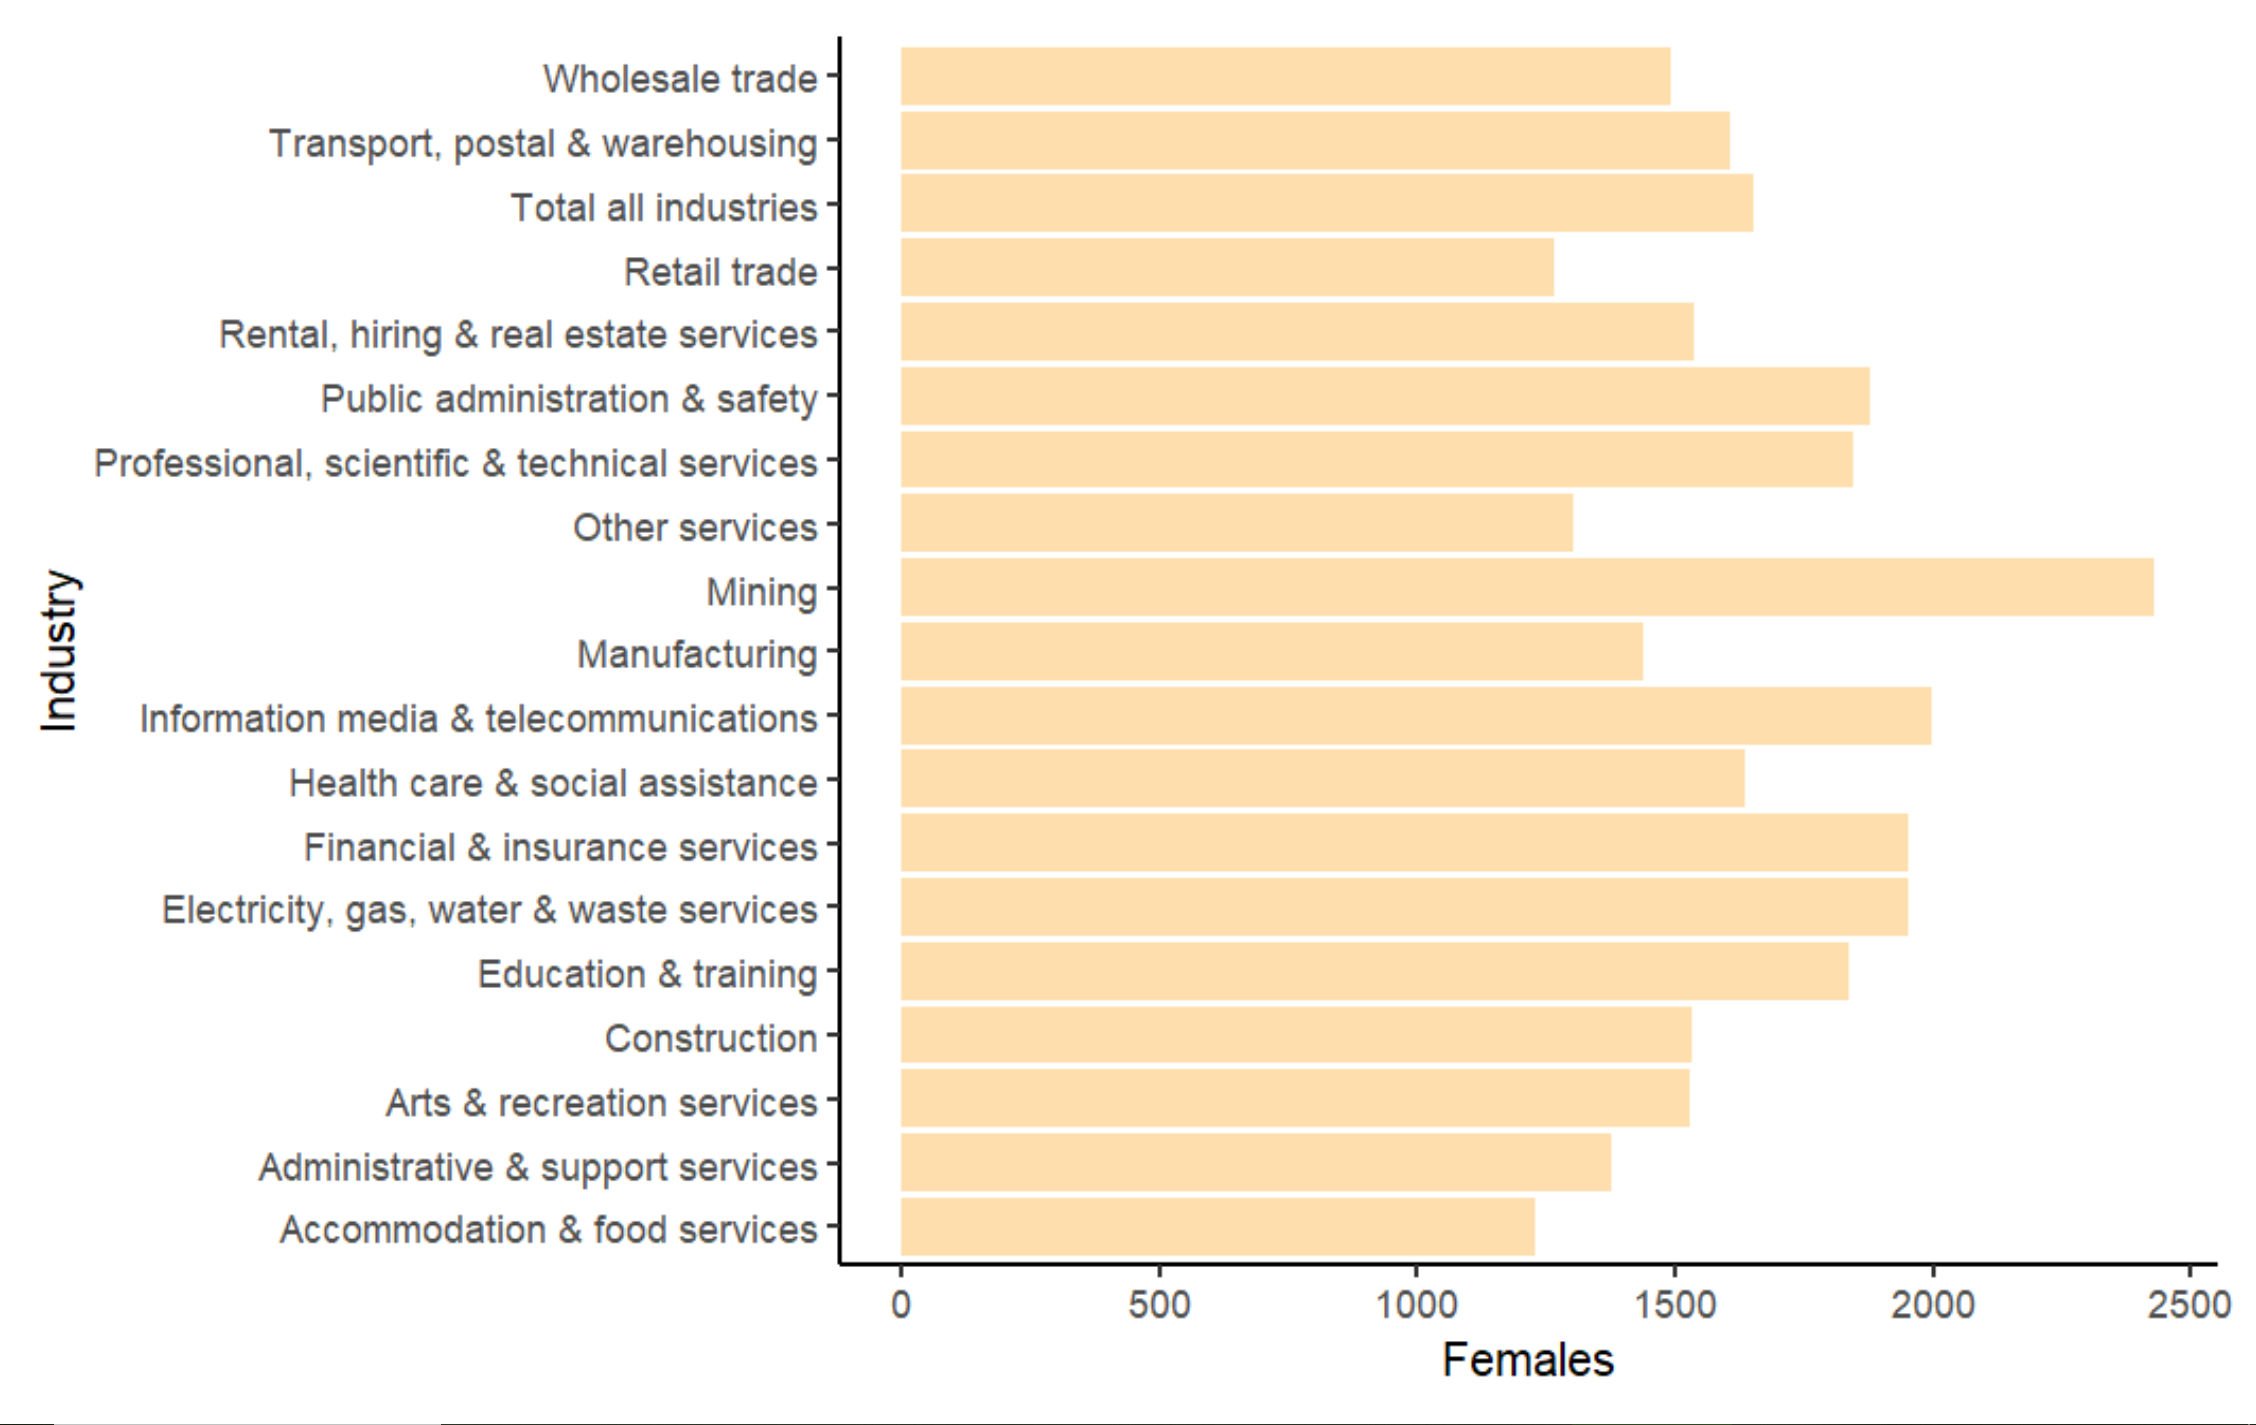 Wholesale trade
Transport, postal & warehousing
Total all industries
Retail trade
Rental, hiring & real estate services
Public administration & safety
Professional, scientific & technical services
Other services
Mining
Manufacturing
Information media & telecommunications
Health care & social assistance
Financial & insurance services
Electricity, gas, water & waste services
Education & training
Construction
Arts & recreation services
Administrative & support services
Accommodation & food services
Industry
0 500 1000 1500 2000 2500
Females